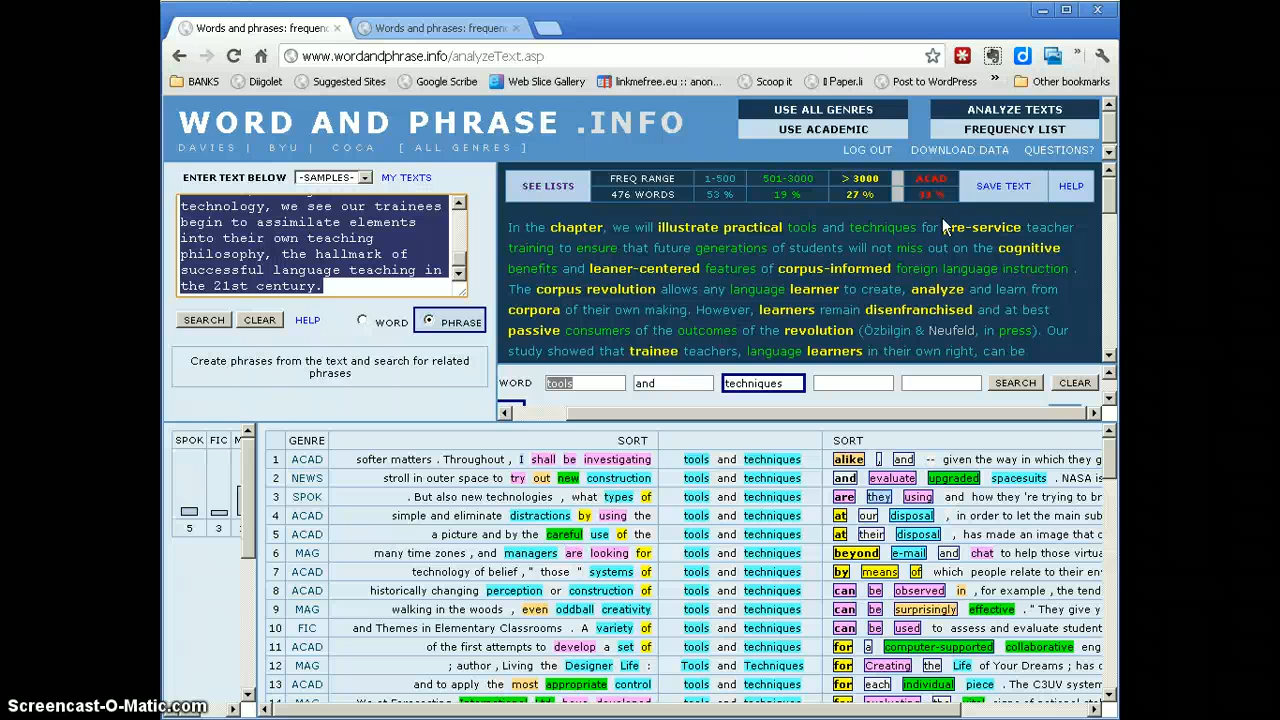 Words and phrases: frequen
Words and phrases: frequen
www.wordandphrase.info/analyzeText.asp
BANKS Diigolet Suggested Sites Google Scribe Web Slice Gallery linkmefree.eu :: anon... Scoop it Paper.li Post to WordPress » Other bookmarks
WORD AND PHRASE .INFO
DAVIES | BYU | COCA [ ALL GENRES ]
USE ALL GENRES
USE ACADEMIC
ANALYZE TEXTS
FREQUENCY LIST
LOG OUT DOWNLOAD DATA QUESTIONS?
ENTER TEXT BELOW -SAMPLES- MY TEXTS
technology, we see our trainees
begin to assimilate elements
into their own teaching
philosophy, the hallmark of
successful language teaching in
the 21st century.
SEARCH CLEAR HELP WORD PHRASE
Create phrases from the text and search for related
phrases
SEE LISTS
FREQ RANGE 1-500 501-3000 > 3000 ACAD
476 WORDS 53 % 19 % 27 % 33 %
SAVE TEXT HELP
In the chapter, we will illustrate practical tools and techniques for pre-service teacher
training to ensure that future generations of students will not miss out on the cognitive
benefits and leaner-centered features of corpus-informed foreign language instruction .
The corpus revolution allows any language learner to create, analyze and learn from
corpora of their own making. However, learners remain disenfranchised and at best
passive consumers of the outcomes of the revolution (Özbilgin & Neufeld, in press). Our
study showed that trainee teachers, language learners in their own right, can be
WORD tools and techniques SEARCH CLEAR
SPOK FIC M
5 3
GENRE SORT SORT
1 ACAD softer matters . Throughout , I shall be investigating tools and techniques alike , and -- given the way in which they g
2 NEWS stroll in outer space to try out new construction tools and techniques and evaluate upgraded spacesuits . NASA is
3 SPOK . But also new technologies , what types of tools and techniques are they using and how they 're trying to br
4 ACAD simple and eliminate distractions by using the tools and techniques at our disposal , in order to let the main sub
5 ACAD a picture and by the careful use of the tools and techniques at their disposal , has made an image that c
6 MAG many time zones , and managers are looking for tools and techniques beyond e-mail and chat to help those virtua
7 ACAD technology of belief , " those " systems of tools and techniques by means of which people relate to their en
8 ACAD historically changing perception or construction of tools and techniques can be observed in , for example , the tend
9 MAG walking in the woods , even oddball creativity tools and techniques can be surprisingly effective . " They give y
10 FIC and Themes in Elementary Classrooms . A variety of tools and techniques can be used to assess and evaluate student
11 ACAD of the first attempts to develop a set of tools and techniques for a computer-supported collaborative eng
12 MAG ; author , Living the Designer Life : Tools and Techniques for Creating the Life of Your Dreams ; has c
13 ACAD and to apply the most appropriate control tools and techniques for each individual piece . The C3UV system
Screencast-O-Matic.com